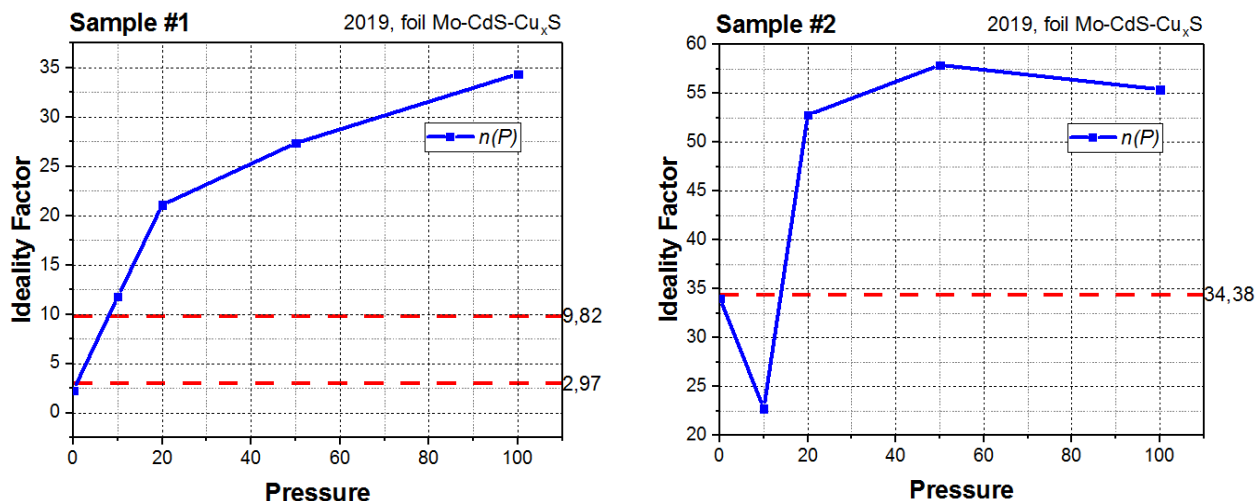 Sample #1
2019, foil Mo-CdS-CuₓS
35
30
25
20
15
10
5
0
Ideality Factor
n(P)
9,82
2,97
0 20 40 60 80 100
Pressure
Sample #2
2019, foil Mo-CdS-CuₓS
60
55
50
45
40
35
30
25
20
Ideality Factor
n(P)
34,38
0 20 40 60 80 100
Pressure